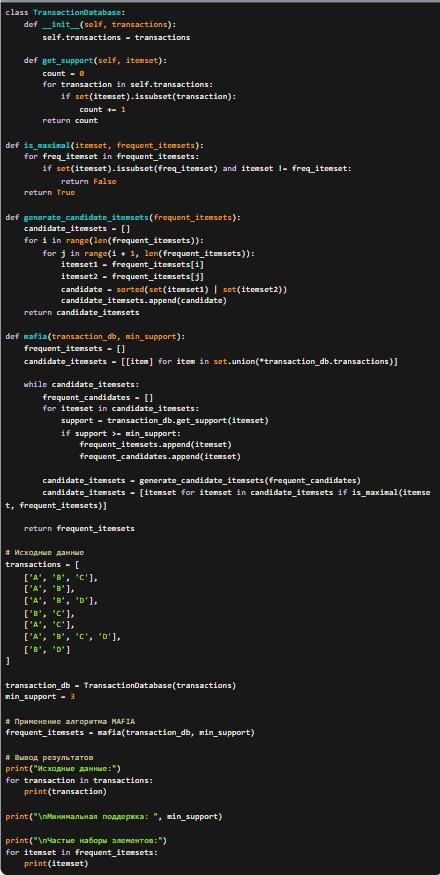 class TransactionDatabase:
    def __init__(self, transactions):
        self.transactions = transactions

    def get_support(self, itemset):
        count = 0
        for transaction in self.transactions:
            if set(itemset).issubset(transaction):
                count += 1
        return count

def is_maximal(itemset, frequent_itemsets):
    for freq_itemset in frequent_itemsets:
        if set(itemset).issubset(freq_itemset) and itemset != freq_itemset:
            return False
    return True

def generate_candidate_itemsets(frequent_itemsets):
    candidate_itemsets = []
    for i in range(len(frequent_itemsets)):
        for j in range(i + 1, len(frequent_itemsets)):
            itemset1 = frequent_itemsets[i]
            itemset2 = frequent_itemsets[j]
            candidate = sorted(set(itemset1) | set(itemset2))
            candidate_itemsets.append(candidate)
    return candidate_itemsets

def mafia(transaction_db, min_support):
    frequent_itemsets = []
    candidate_itemsets = [[item] for item in set.union(*transaction_db.transactions)]

    while candidate_itemsets:
        frequent_candidates = []
        for itemset in candidate_itemsets:
            support = transaction_db.get_support(itemset)
            if support >= min_support:
                frequent_itemsets.append(itemset)
                frequent_candidates.append(itemset)

        candidate_itemsets = generate_candidate_itemsets(frequent_candidates)
        candidate_itemsets = [itemset for itemset in candidate_itemsets if is_maximal(itemse
t, frequent_itemsets)]

    return frequent_itemsets

# Исходные данные
transactions = [
    ['A', 'B', 'C'],
    ['A', 'B'],
    ['A', 'B', 'D'],
    ['B', 'C'],
    ['A', 'C'],
    ['A', 'B', 'C', 'D'],
    ['B', 'D']
]

transaction_db = TransactionDatabase(transactions)
min_support = 3

# Применение алгоритма MAFIA
frequent_itemsets = mafia(transaction_db, min_support)

# Вывод результатов
print("Исходные данные:")
for transaction in transactions:
    print(transaction)

print("\nМинимальная поддержка: ", min_support)

print("\nЧастые наборы элементов:")
for itemset in frequent_itemsets:
    print(itemset)